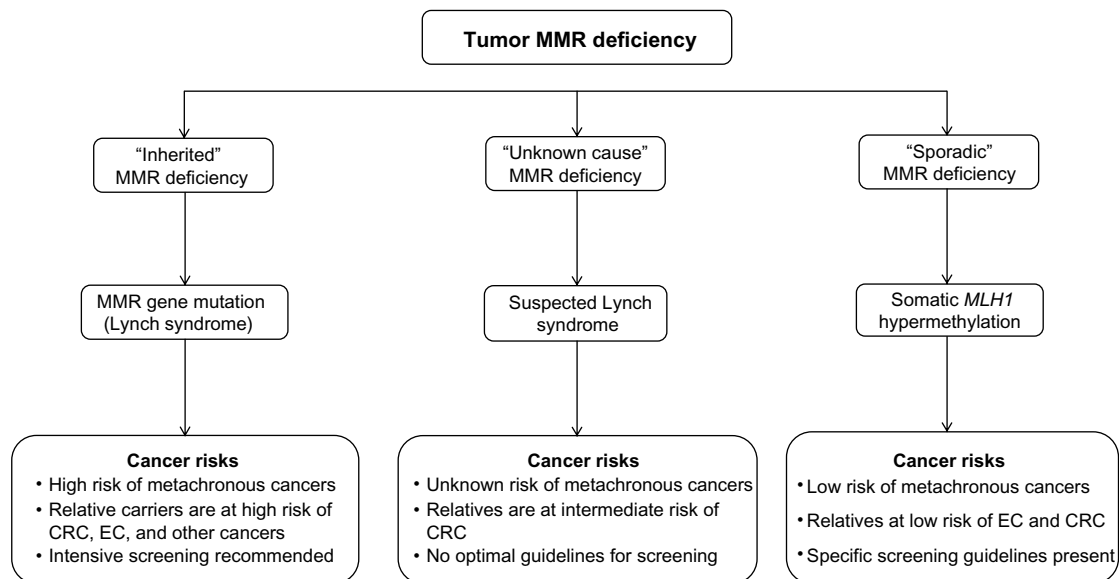 Tumor MMR deficiency
“Inherited”
MMR deficiency
“Unknown cause”
MMR deficiency
“Sporadic”
MMR deficiency
MMR gene mutation
(Lynch syndrome)
Suspected Lynch
syndrome
Somatic MLH1
hypermethylation
Cancer risks
• High risk of metachronous cancers
• Relative carriers are at high risk of
CRC, EC, and other cancers
• Intensive screening recommended
Cancer risks
• Unknown risk of metachronous cancers
• Relatives are at intermediate risk of
CRC
• No optimal guidelines for screening
Cancer risks
• Low risk of metachronous cancers
• Relatives at low risk of EC and CRC
• Specific screening guidelines present